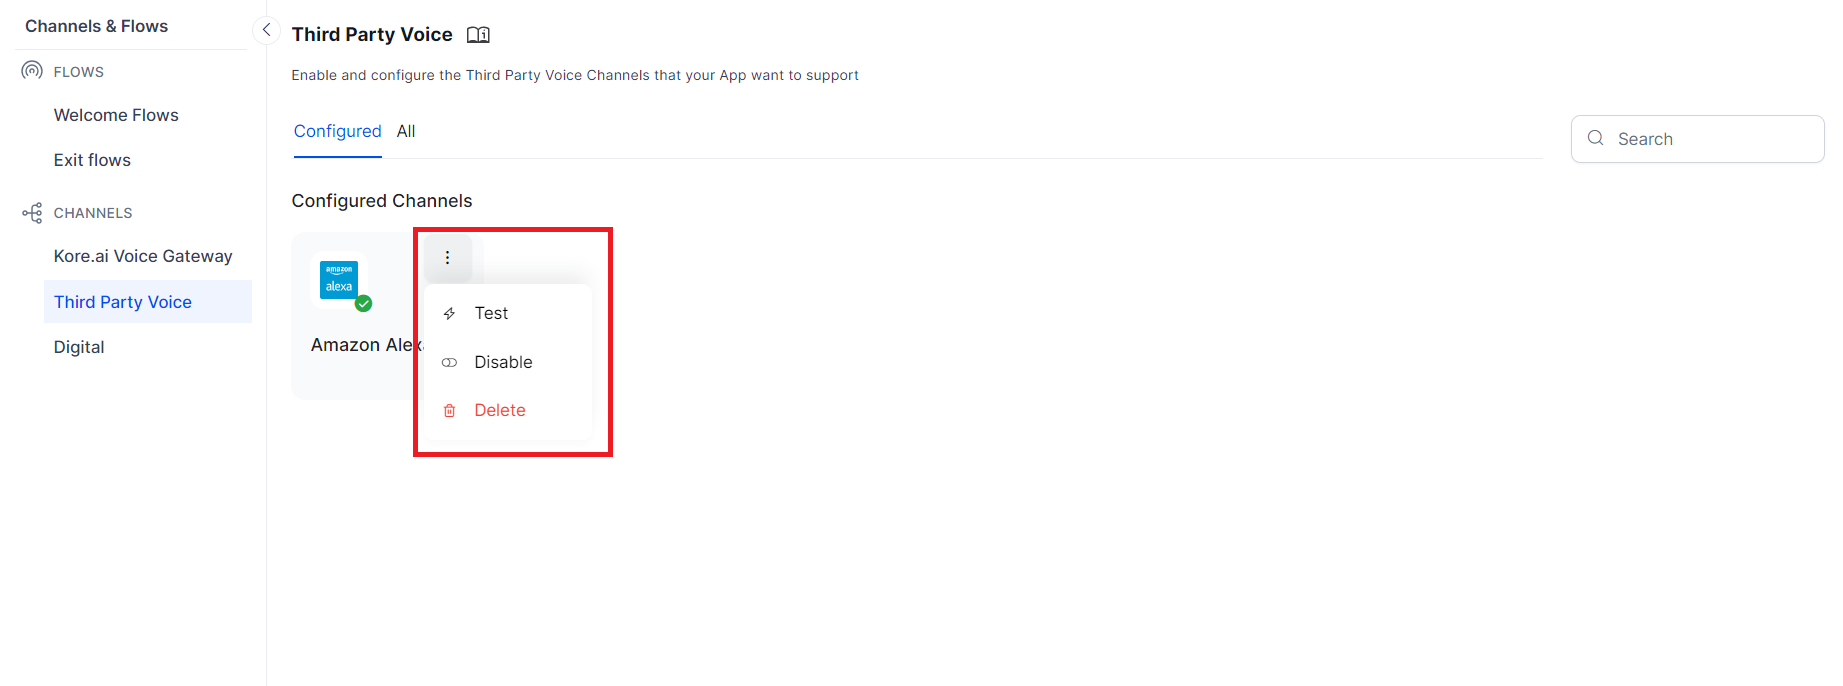 Channels & Flows
FLOWS
Welcome Flows
Exit flows
CHANNELS
Kore.ai Voice Gateway
Third Party Voice
Digital
Third Party Voice
Enable and configure the Third Party Voice Channels that your App want to support
Configured All
Search
Configured Channels
amazon
alexa
Amazon Alexa
Test
Disable
Delete